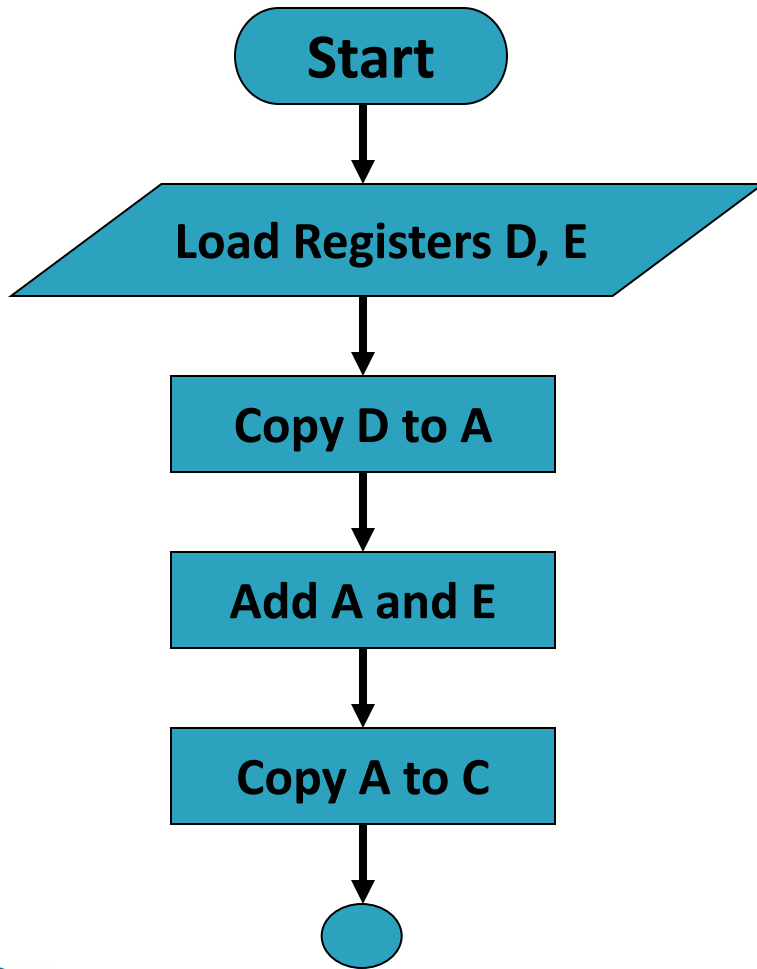 Start
Load Registers D, E
Copy D to A
Add A and E
Copy A to C